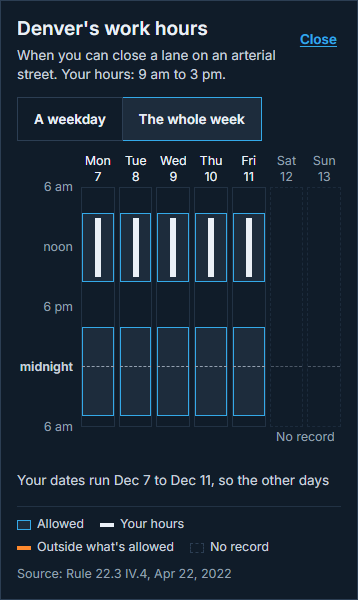 Denver's work hours
Close
When you can close a lane on an arterial
street. Your hours: 9 am to 3 pm.
A weekday
The whole week
Mon Tue Wed Thu Fri Sat Sun
7 8 9 10 11 12 13
6 am
noon
6 pm
midnight
6 am
No record
Your dates run Dec 7 to Dec 11, so the other days
Allowed Your hours
Outside what's allowed No record
Source: Rule 22.3 IV.4, Apr 22, 2022